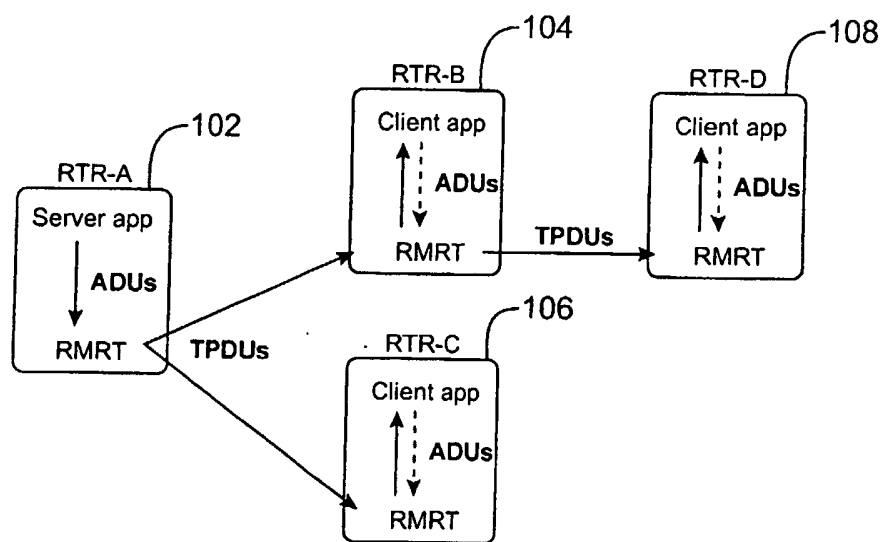 102
RTR-A
Server app
ADUs
RMRT
TPDUs
104
RTR-B
Client app
ADUs
RMRT
TPDUs
108
RTR-D
Client app
ADUs
RMRT
106
RTR-C
Client app
ADUs
RMRT